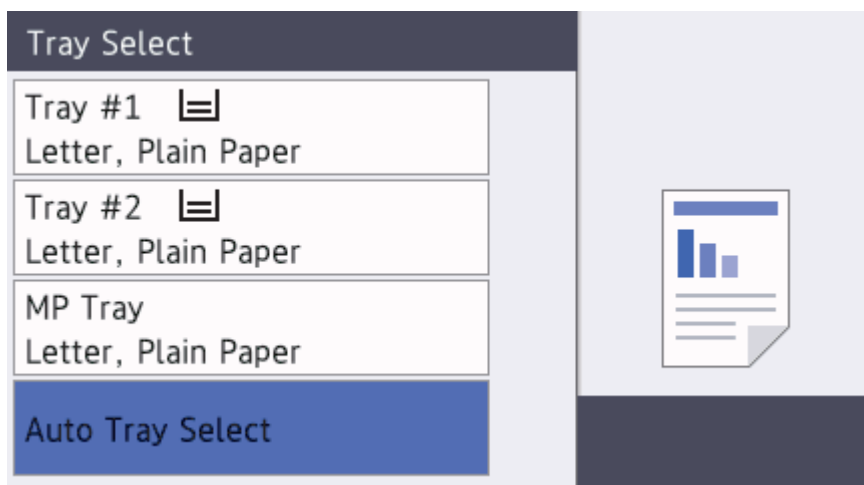 Tray Select
Tray #1
Letter, Plain Paper
Tray #2
Letter, Plain Paper
MP Tray
Letter, Plain Paper
Auto Tray Select